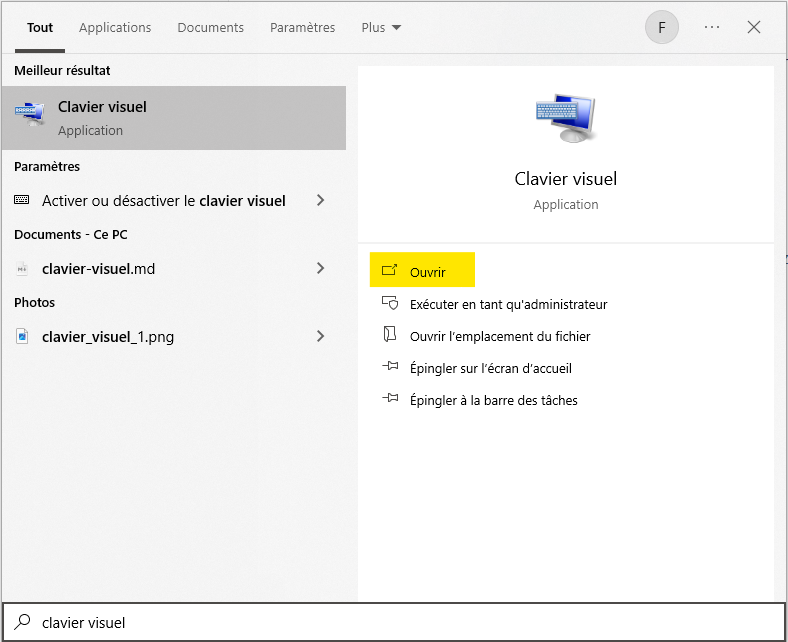 Tout Applications Documents Paramètres Plus F ...
Meilleur résultat
Clavier visuel
Application
Paramètres
Activer ou désactiver le clavier visuel
Documents - Ce PC
clavier-visuel.md
Photos
clavier_visuel_1.png
Clavier visuel
Application
Ouvrir
Exécuter en tant qu'administrateur
Ouvrir l'emplacement du fichier
Épingler sur l'écran d'accueil
Épingler à la barre des tâches
clavier visuel